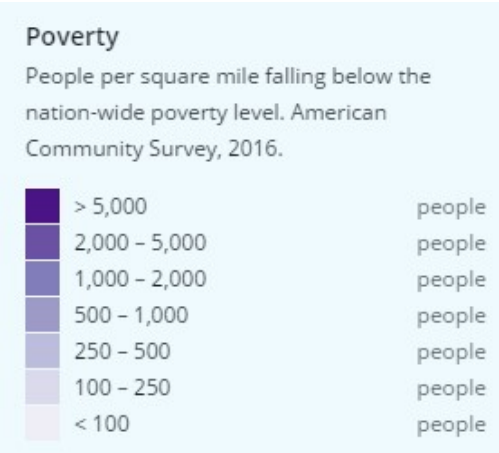 Poverty
People per square mile falling below the
nation-wide poverty level. American
Community Survey, 2016.
> 5,000 people
2,000 – 5,000 people
1,000 – 2,000 people
500 – 1,000 people
250 – 500 people
100 – 250 people
< 100 people